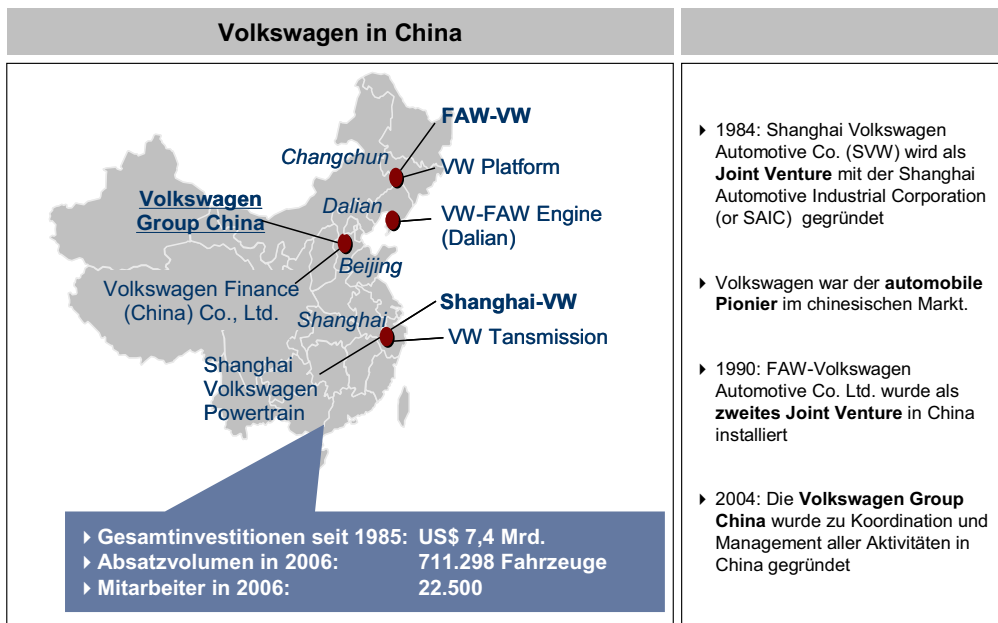 Volkswagen in China
FAW-VW
Changchun
VW Platform
Volkswagen
Group China
Dalian
VW-FAW Engine
(Dalian)
Beijing
Volkswagen Finance
(China) Co., Ltd.
Shanghai
Shanghai-VW
VW Tansmission
Shanghai
Volkswagen
Powertrain
▸ Gesamtinvestitionen seit 1985: US$ 7,4 Mrd.
▸ Absatzvolumen in 2006: 711.298 Fahrzeuge
▸ Mitarbeiter in 2006: 22.500
▸ 1984: Shanghai Volkswagen
Automotive Co. (SVW) wird als
Joint Venture mit der Shanghai
Automotive Industrial Corporation
(or SAIC) gegründet
▸ Volkswagen war der automobile
Pionier im chinesischen Markt.
▸ 1990: FAW-Volkswagen
Automotive Co. Ltd. wurde als
zweites Joint Venture in China
installiert
▸ 2004: Die Volkswagen Group
China wurde zu Koordination und
Management aller Aktivitäten in
China gegründet